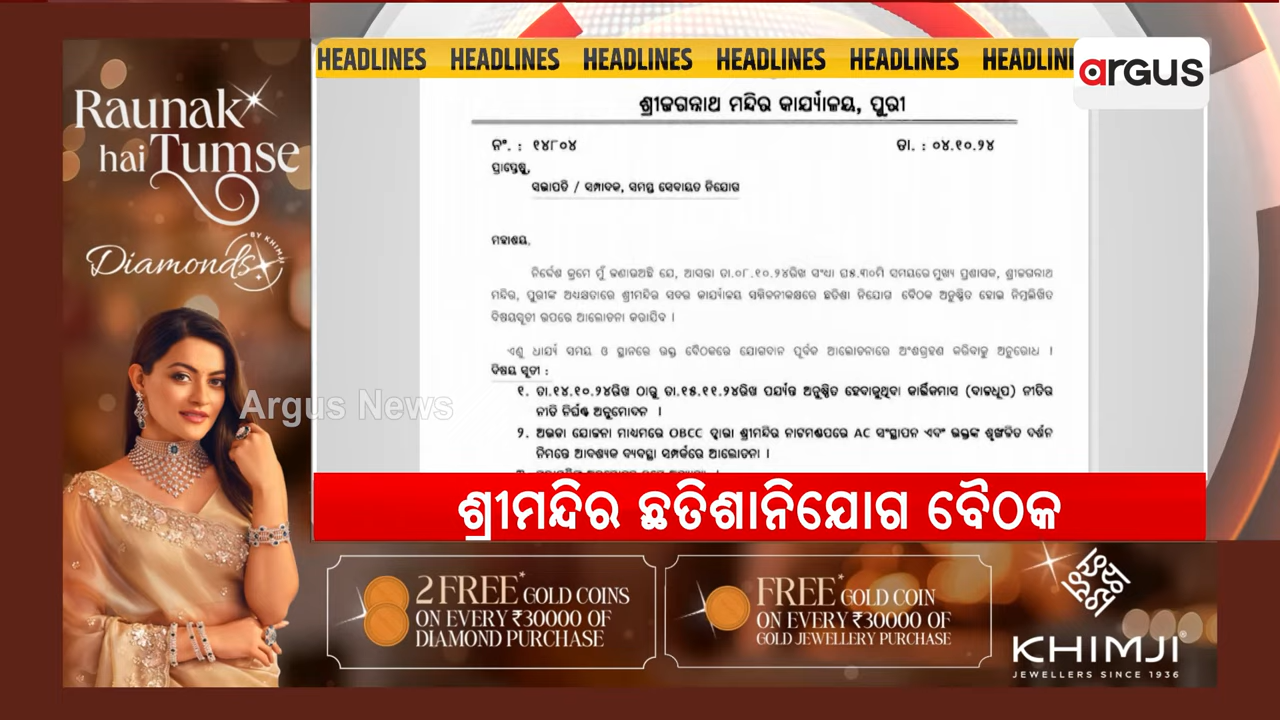 HEADLINES HEADLINES HEADLINES HEADLINES HEADLINES HEADLIN
argus
Raunak
hai Tumse
BY KHIMJI
Diamonds
ଶ୍ରୀଜଗନ୍ନାଥ ମନ୍ଦିର କାର୍ଯ୍ୟାଳୟ, ପୁରୀ
ନଂ. : ୧୪୮୦୪
ତା. : ୦୪.୧୦.୨୪
ପ୍ରାପ୍ତେଷୁ,
ସଭାପତି / ସମ୍ପାଦକ, ସମସ୍ତ ସେବାୟତ ନିଯୋଗ
ମହାଶୟ,
ନିର୍ଦ୍ଦେଶ କ୍ରମେ ମୁଁ ଜଣାଉଅଛି ଯେ, ଆସନ୍ତା ତା.୦୮.୧୦.୨୪ରିଖ ସଂଧ୍ୟା ଘ୫.୩୦ମି ସମୟରେ ମୁଖ୍ୟ ପ୍ରଶାସକ, ଶ୍ରୀଜଗନ୍ନାଥ
ମନ୍ଦିର, ପୁରୀଙ୍କ ଅଧ୍ୟକ୍ଷତାରେ ଶ୍ରୀମନ୍ଦିର ସଦର କାର୍ଯ୍ୟାଳୟ ସମ୍ମିଳନୀକକ୍ଷରେ ଛତିଶା ନିଯୋଗ ବୈଠକ ଅନୁଷ୍ଠିତ ହୋଇ ନିମ୍ନଲିଖିତ
ବିଷୟସୂଚୀ ଉପରେ ଆଲୋଚନା କରାଯିବ ।
ଏଣୁ ଧାର୍ଯ୍ୟ ସମୟ ଓ ସ୍ଥାନରେ ଉକ୍ତ ବୈଠକରେ ଯୋଗଦାନ ପୂର୍ବକ ଆଲୋଚନାରେ ଅଂଶଗ୍ରହଣ କରିବାକୁ ଅନୁରୋଧ ।
ବିଷୟ ସୂଚୀ :
୧. ତା.୧୪.୧୦.୨୪ରିଖ ଠାରୁ ତା.୧୫.୧୧.୨୪ରିଖ ପର୍ଯ୍ୟନ୍ତ ଅନୁଷ୍ଠିତ ହେବାକୁଥିବା କାର୍ତ୍ତିକମାସ (ବାଳଧୂପ) ନୀତିର
ନୀତି ନିର୍ଘଣ୍ଟ ଅନୁମୋଦନ ।
୨. ଅଭଡା ଯୋଜନା ମାଧ୍ୟମରେ OBCC ଦ୍ୱାରା ଶ୍ରୀମନ୍ଦିର ନାଟମଣ୍ଡପରେ AC ସଂସ୍ଥାପନ ଏବଂ ଭକ୍ତଙ୍କ ଶୃଙ୍ଖଳିତ ଦର୍ଶନ
ନିମନ୍ତେ ଆବଶ୍ୟକ ବ୍ୟବସ୍ଥା ସମ୍ପର୍କରେ ଆଲୋଚନା ।
Argus News
ଶ୍ରୀମନ୍ଦିର ଛତିଶାନିଯୋଗ ବୈଠକ
2 FREE* GOLD COINS
ON EVERY ₹30000 OF
DIAMOND PURCHASE
FREE* GOLD COIN
ON EVERY ₹30000 OF
GOLD JEWELLERY PURCHASE
KHIMJI®
JEWELLERS SINCE 1936